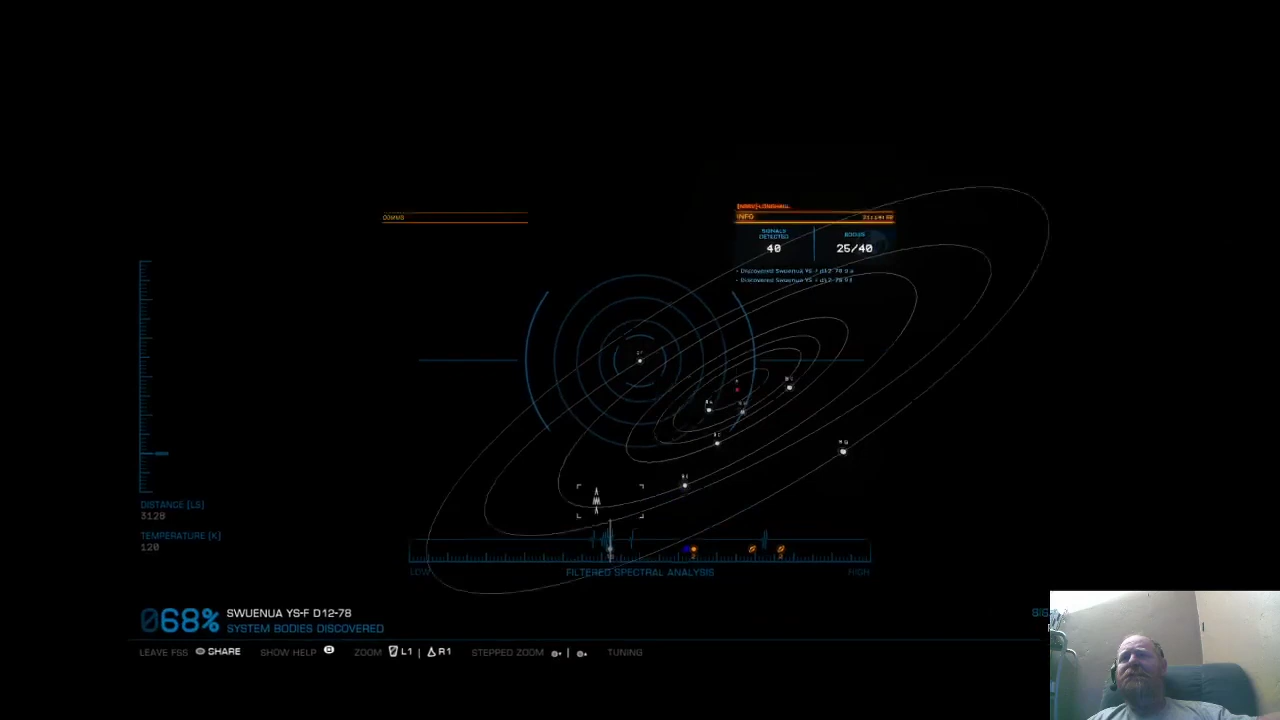 COMMS
INFO
SIGNALS
DETECTED
BODIES
40
25/40
DISTANCE (LS)
3128
TEMPERATURE (K)
120
LOW
FILTERED SPECTRAL ANALYSIS
HIGH
068%
SWUENUA YS-F D12-78
SYSTEM BODIES DISCOVERED
SIG
LEAVE FSS
SHARE
SHOW HELP
ZOOM
L1
|
R1
STEPPED ZOOM
|
TUNING